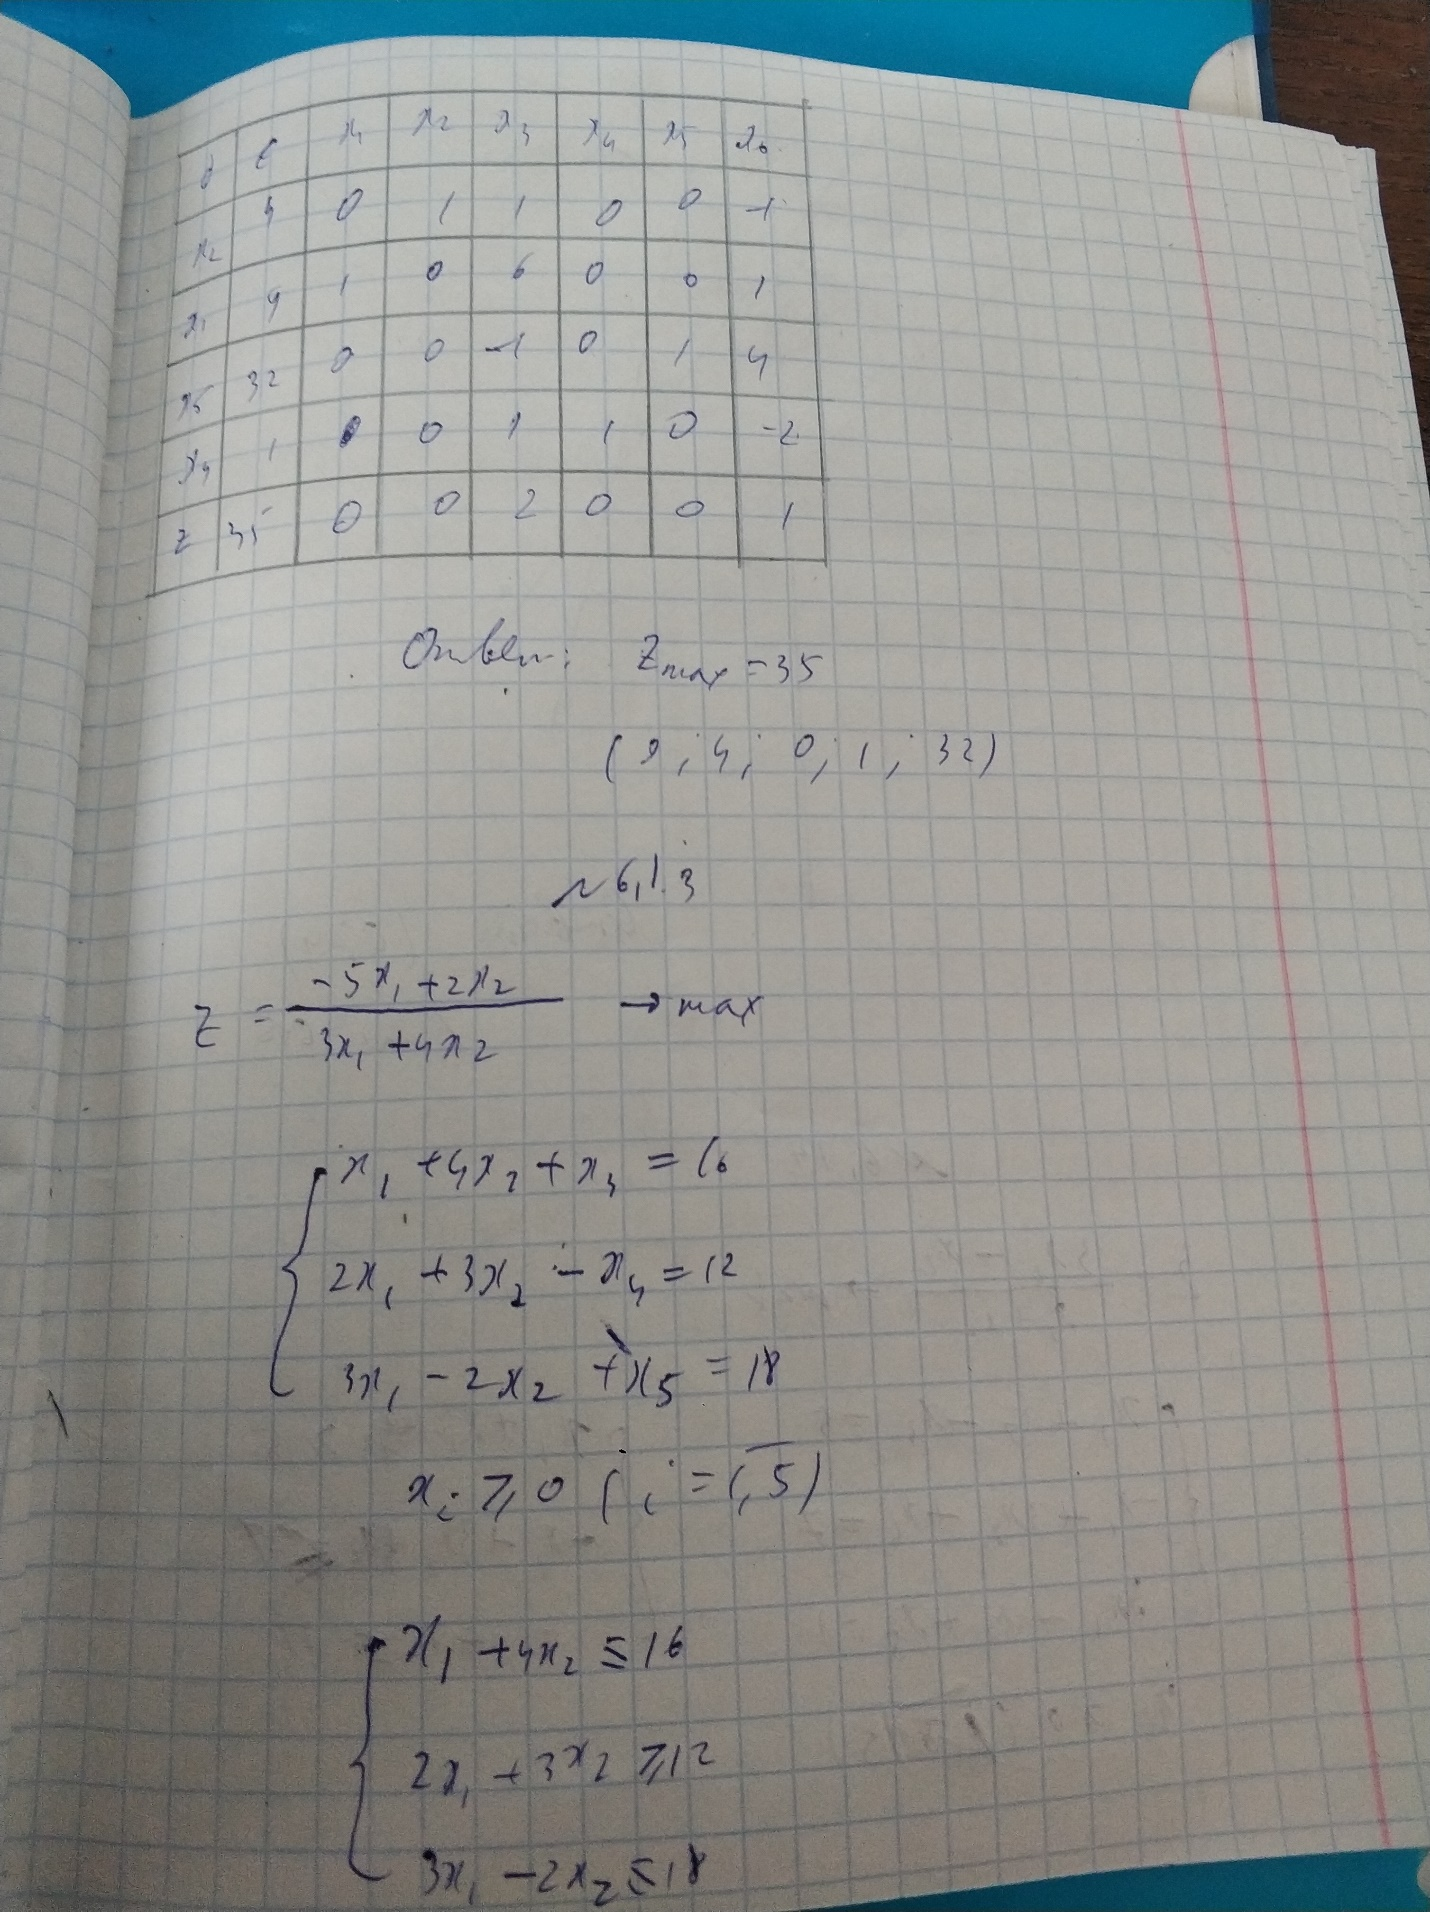 б С x₁ x₂ x₃ x₄ x₅ x₆
x₂ 4 0 1 1 0 0 -1
x₁ 9 1 0 6 0 0 1
x₅ 32 0 0 -1 0 1 4
x₄ 1 0 0 1 1 0 -2
z 35 0 0 2 0 0 1
Ответ: Zmax = 35
(9; 4; 0; 1; 32)
№ 6,1.3
Z = (-5x₁ + 2x₂) / (3x₁ + 4x₂) → max
x₁ + 4x₂ + x₃ = 16
2x₁ + 3x₂ - x₄ = 12
3x₁ - 2x₂ + x₅ = 18
xᵢ ⩾ 0 (i = 1,5)
x₁ + 4x₂ ≤ 16
2x₁ + 3x₂ ⩾ 12
3x₁ - 2x₂ ≤ 18